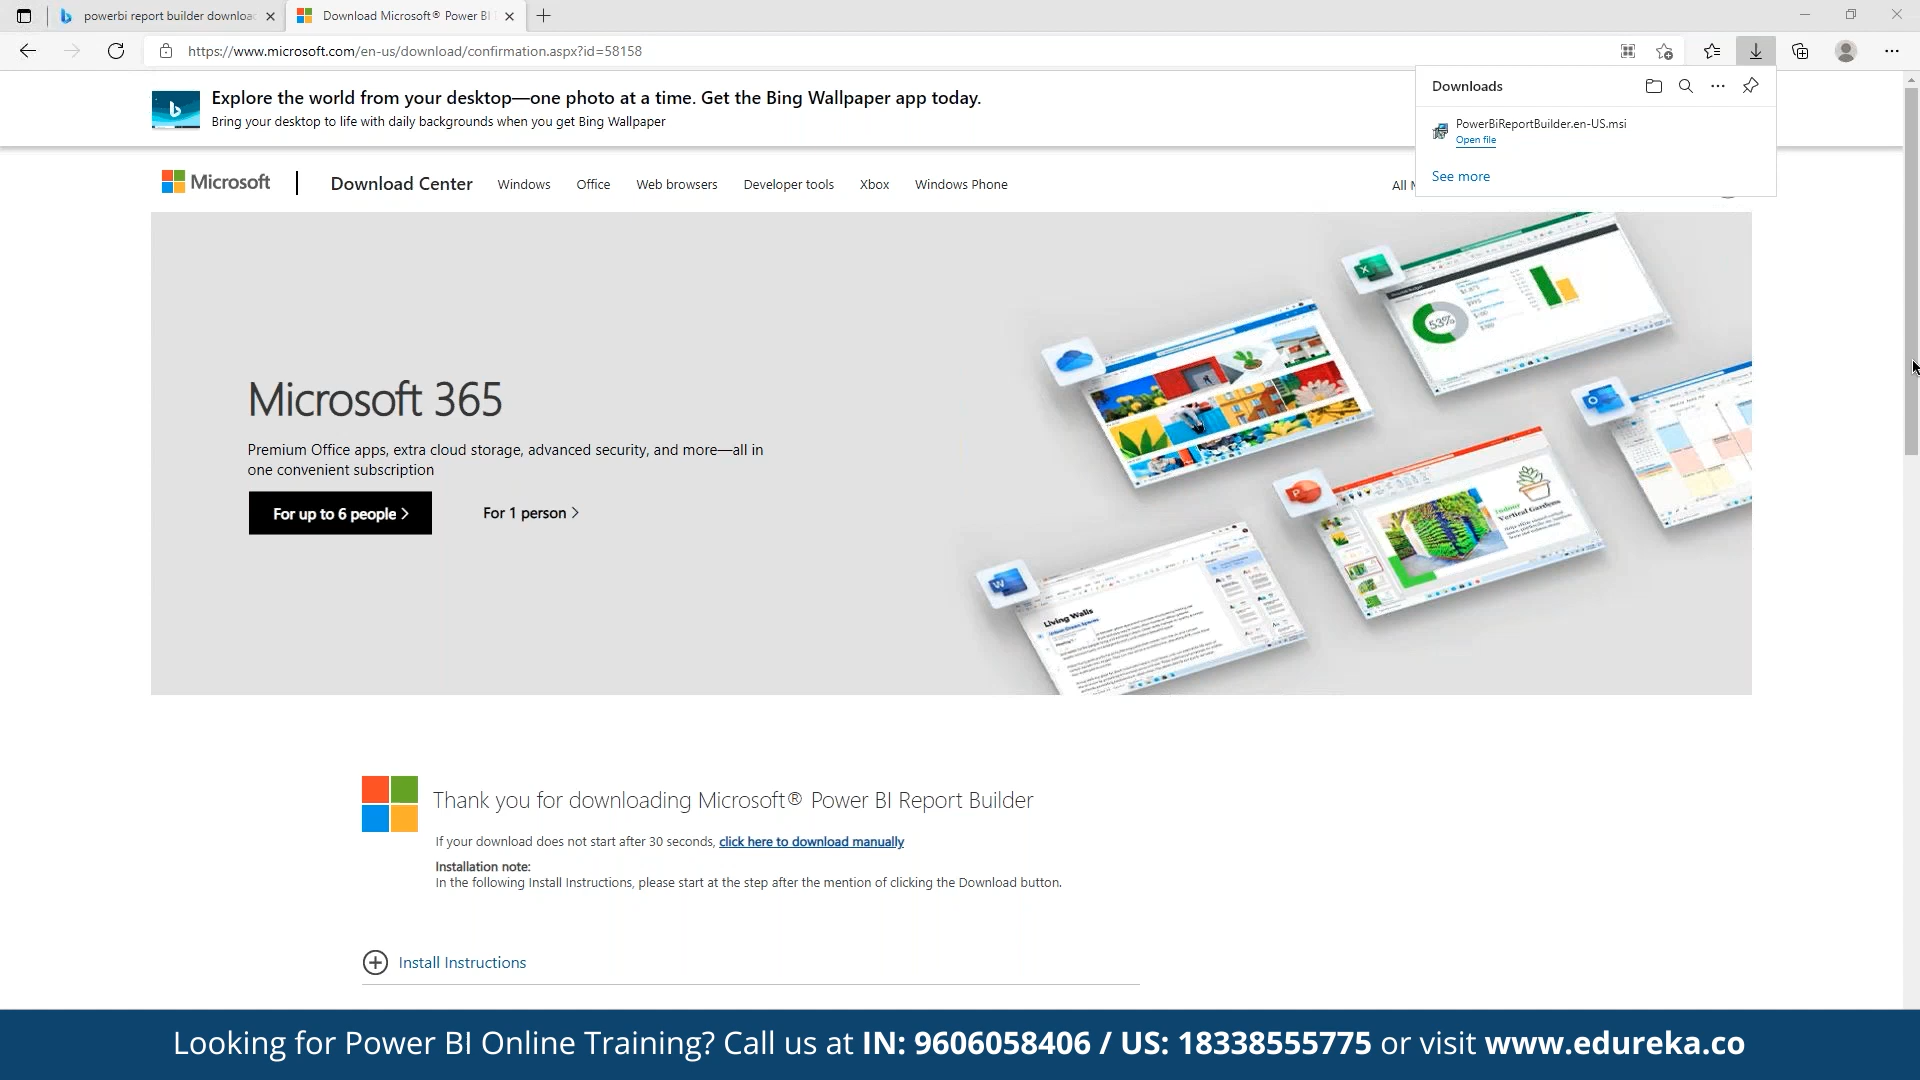 powerbi report builder downloa
Download Microsoft® Power BI
https://www.microsoft.com/en-us/download/confirmation.aspx?id=58158
Explore the world from your desktop—one photo at a time. Get the Bing Wallpaper app today.
Bring your desktop to life with daily backgrounds when you get Bing Wallpaper
Downloads
PowerBiReportBuilder.en-US.msi
Open file
See more
Microsoft
Download Center
Windows
Office
Web browsers
Developer tools
Xbox
Windows Phone
All
Microsoft 365
Premium Office apps, extra cloud storage, advanced security, and more—all in
one convenient subscription
For up to 6 people >
For 1 person >
53%
Indoor
Vertical Gardens
Living Walls
Thank you for downloading Microsoft® Power BI Report Builder
If your download does not start after 30 seconds, click here to download manually
Installation note:
In the following Install Instructions, please start at the step after the mention of clicking the Download button.
Install Instructions
Looking for Power BI Online Training? Call us at IN: 9606058406 / US: 18338555775 or visit www.edureka.co